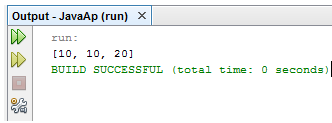 Output - JavaAp (run)
run:
[10, 10, 20]
BUILD SUCCESSFUL (total time: 0 seconds)